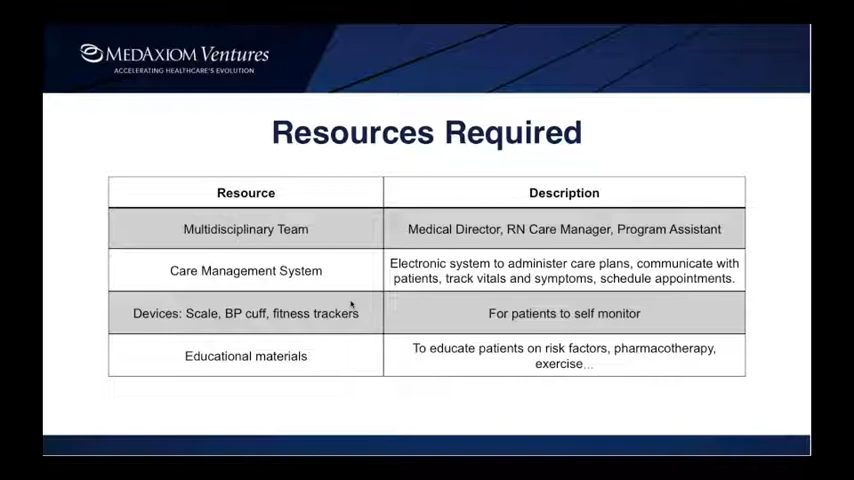 MEDAXIOM Ventures
ACCELERATING HEALTHCARE'S EVOLUTION
Resources Required
Resource
Description
Multidisciplinary Team
Medical Director, RN Care Manager, Program Assistant
Care Management System
Electronic system to administer care plans, communicate with
patients, track vitals and symptoms, schedule appointments.
Devices: Scale, BP cuff, fitness trackers
For patients to self monitor
Educational materials
To educate patients on risk factors, pharmacotherapy,
exercise...